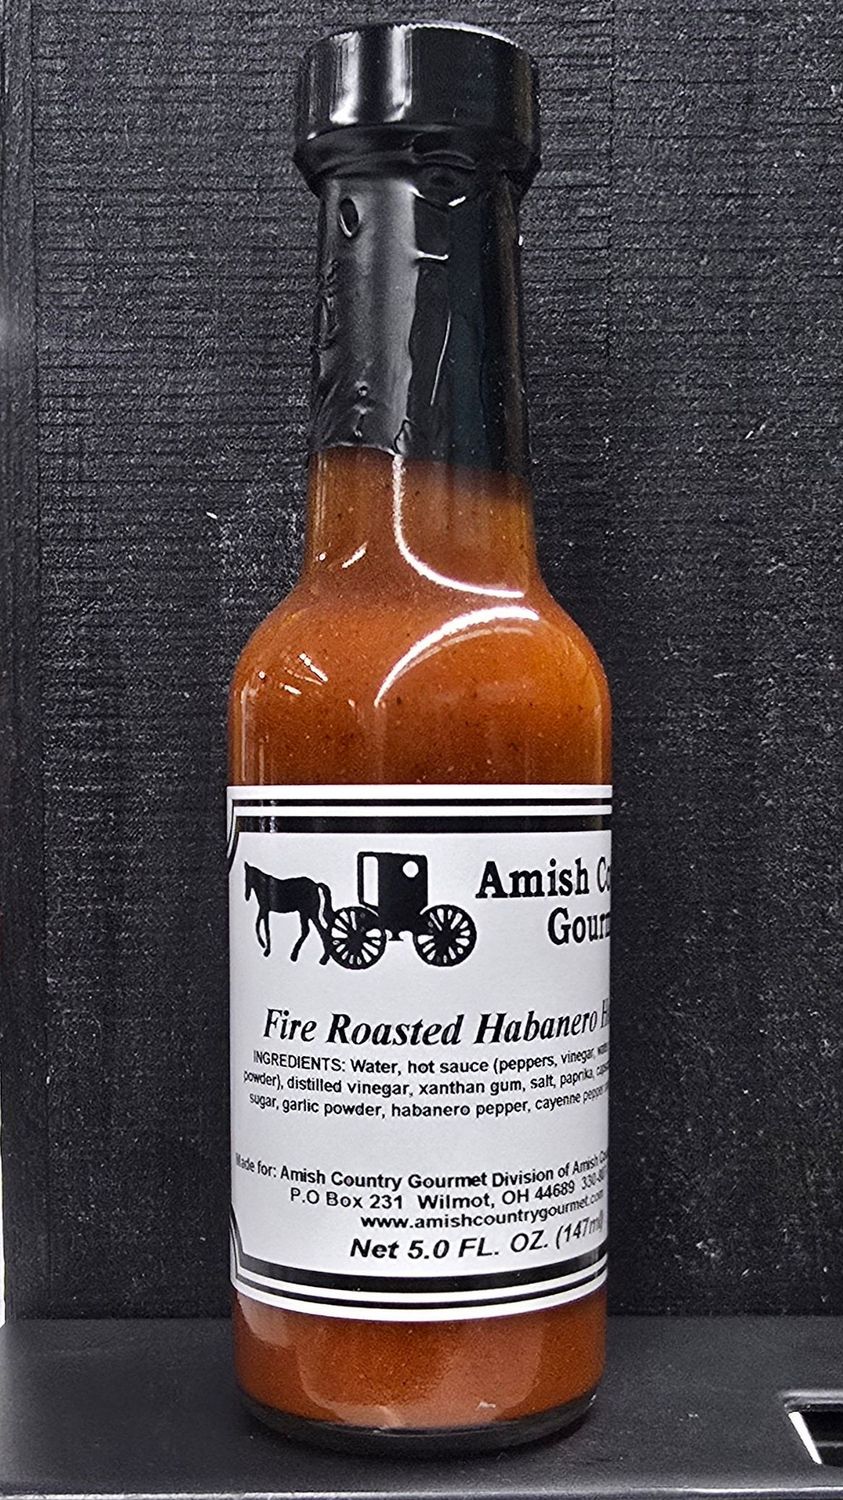 Amish
Gourm
Fire Roasted Habanero
INGREDIENTS: Water, hot sauce (peppers, vinegar,
powder), distilled vinegar, xanthan gum, salt, paprika,
sugar, garlic powder, habanero pepper, cayenne pepper
Made for: Amish Country Gourmet Division of Amish
P.O Box 231 Wilmot, OH 44689
www.amishcountrygourmet.com
Net 5.0 FL. OZ. (147ml)